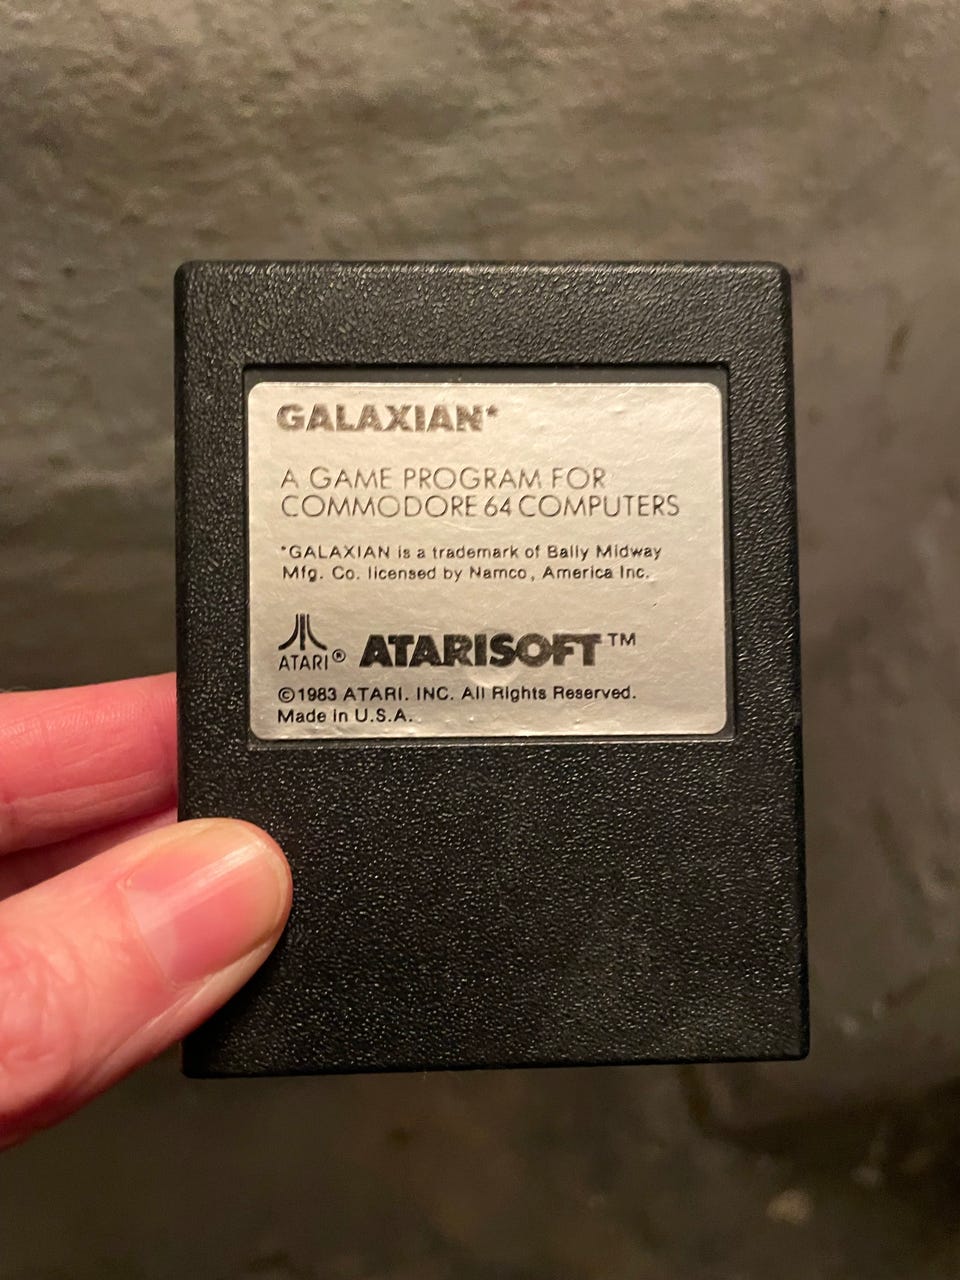 GALAXIAN*
A GAME PROGRAM FOR
COMMODORE 64 COMPUTERS
*GALAXIAN is a trademark of Bally Midway
Mfg. Co. licensed by Namco, America Inc.
ATARI® ATARISOFT™
©1983 ATARI. INC. All Rights Reserved.
Made in U.S.A.